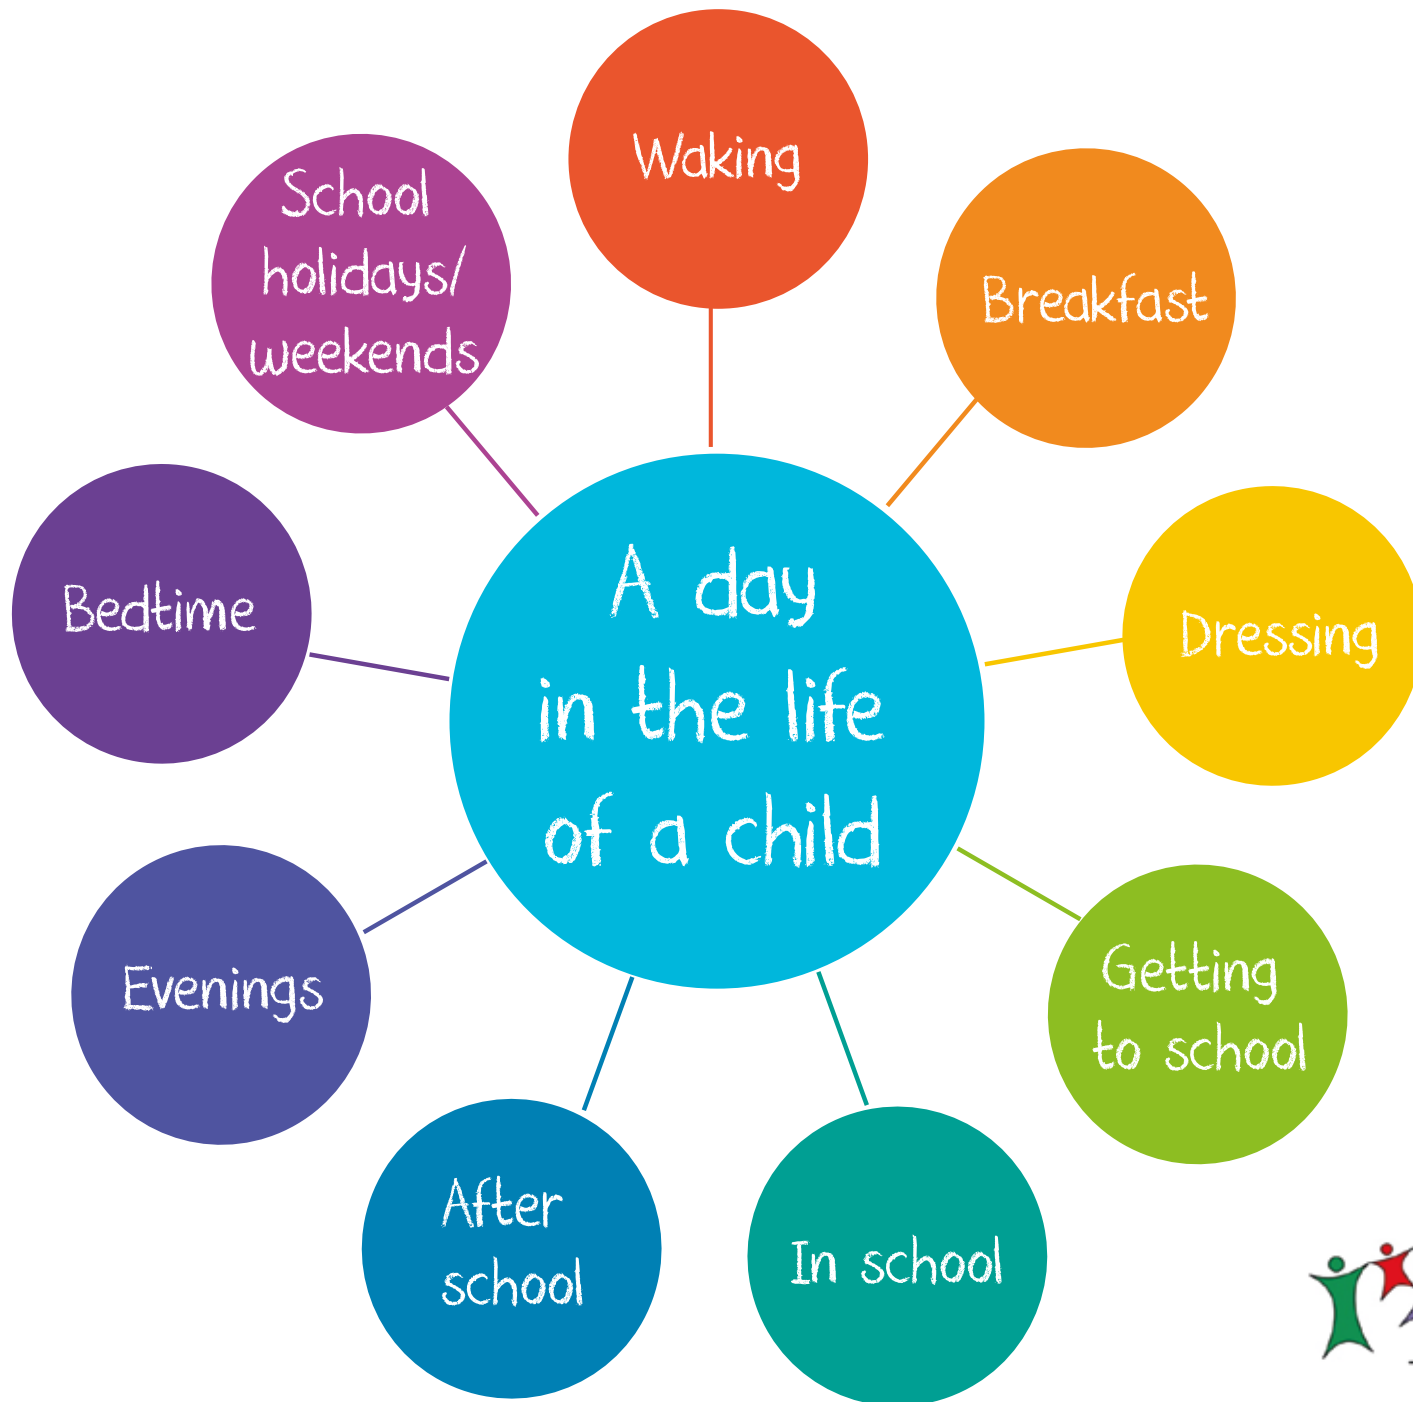 A day
in the life
of a child
Waking
Breakfast
Dressing
Getting
to school
In school
After
school
Evenings
Bedtime
School
holidays/
weekends